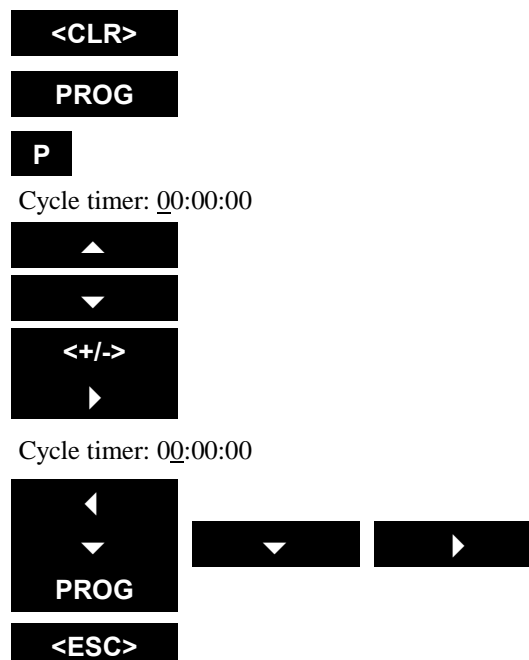 <CLR>
PROG
P
Cycle timer: 00:00:00
<+/->
Cycle timer: 00:00:00
PROG
<ESC>